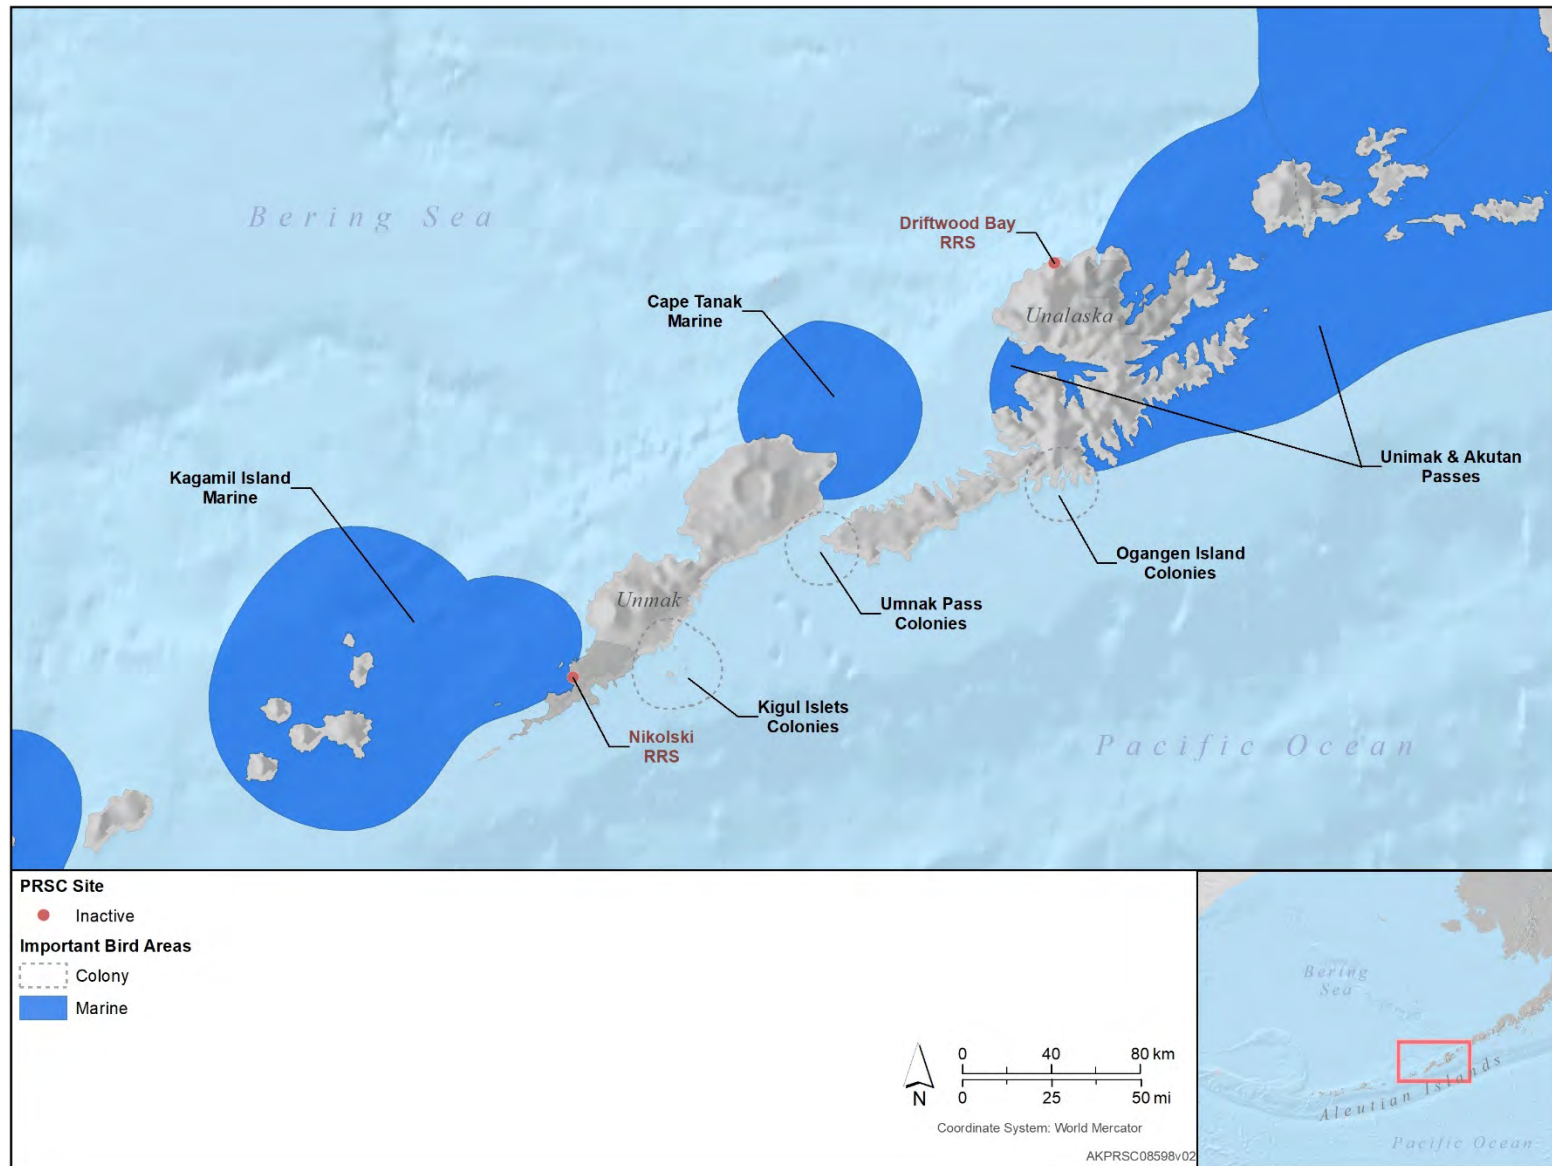 Bering Sea
Driftwood Bay
RRS
Cape Tanak
Marine
Unalaska
Kagamil Island
Marine
Unimak & Akutan
Passes
Ogangen Island
Colonies
Unmak
Umnak Pass
Colonies
Kigul Islets
Colonies
Nikolski
RRS
Pacific Ocean
PRSC Site
Inactive
Important Bird Areas
Colony
Marine
0 40 80 km
0 25 50 mi
N
Coordinate System: World Mercator
AKPRSC08598v02
Bering
Sea
Aleutian Islands
Pacific Ocean